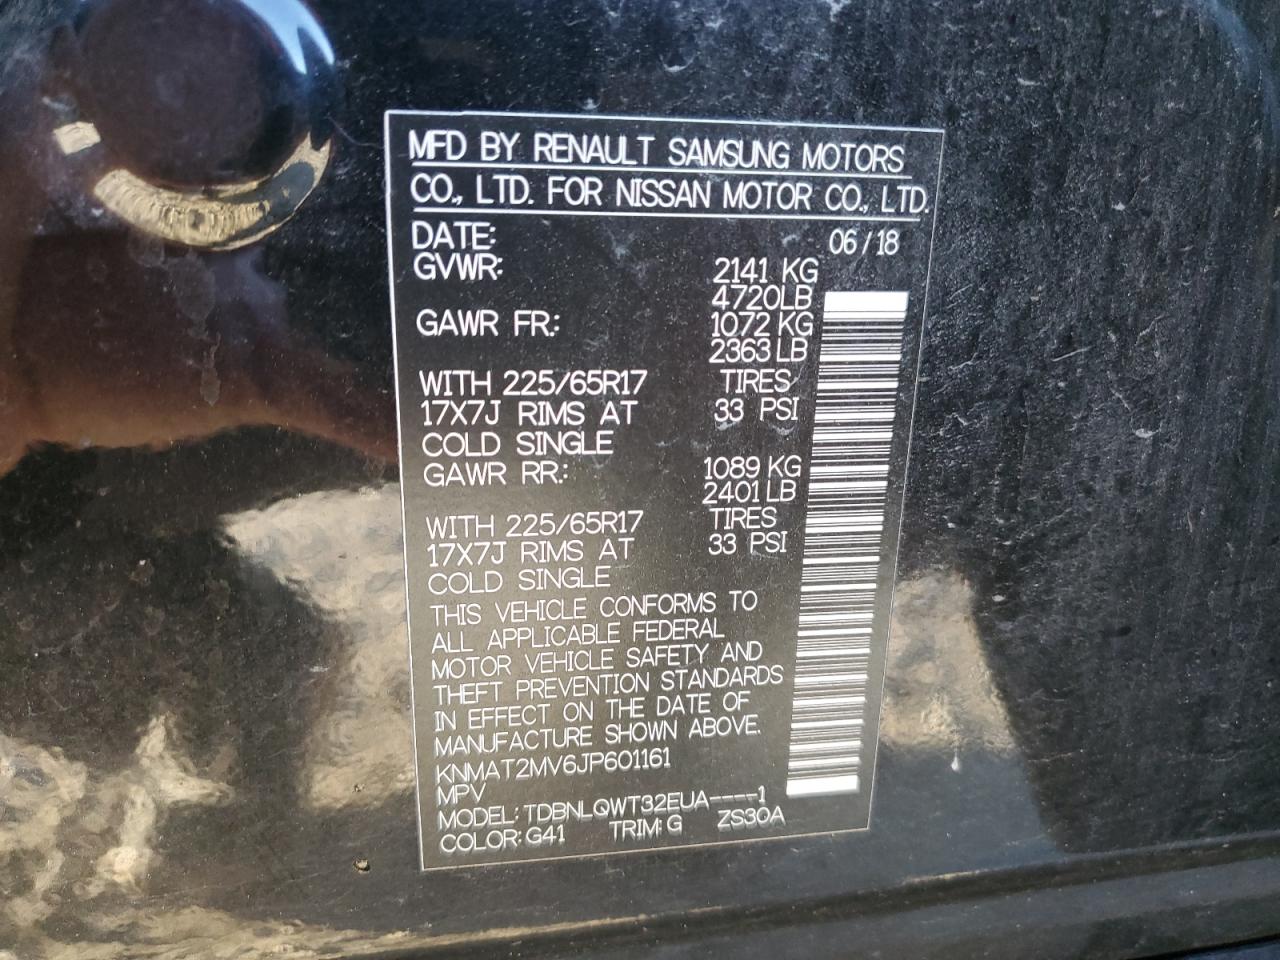 MFD BY RENAULT SAMSUNG MOTORS
CO., LTD. FOR NISSAN MOTOR CO., LTD.
DATE: 06/18
GVWR: 2141 KG
4720LB
GAWR FR.: 1072 KG
2363 LB
WITH 225/65R17 TIRES
17X7J RIMS AT 33 PSI
COLD SINGLE
GAWR RR.: 1089 KG
2401 LB
WITH 225/65R17 TIRES
17X7J RIMS AT 33 PSI
COLD SINGLE
THIS VEHICLE CONFORMS TO
ALL APPLICABLE FEDERAL
MOTOR VEHICLE SAFETY AND
THEFT PREVENTION STANDARDS
IN EFFECT ON THE DATE OF
MANUFACTURE SHOWN ABOVE.
KNMAT2MV6JP601161
MPV
MODEL: TDBNLQWT32EUA----1
COLOR: G41 TRIM: G ZS30A